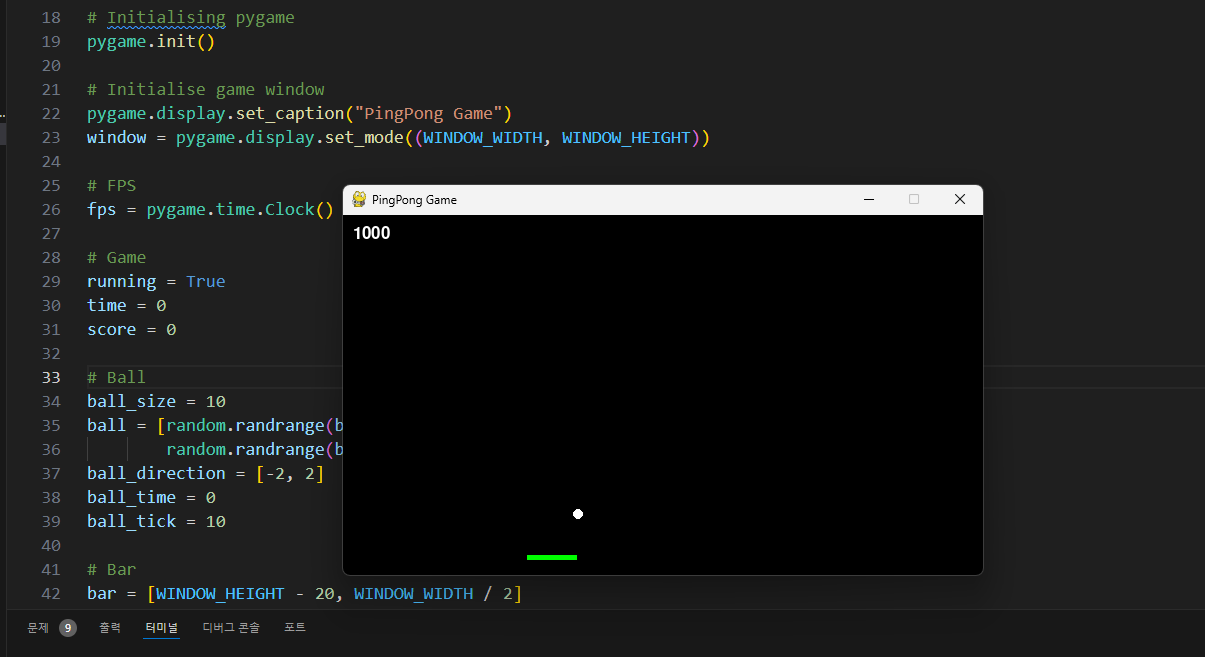 18 # Initialising pygame
19 pygame.init()
20
21 # Initialise game window
22 pygame.display.set_caption("PingPong Game")
23 window = pygame.display.set_mode((WINDOW_WIDTH, WINDOW_HEIGHT))
24
25 # FPS
26 fps = pygame.time.Clock()
27
28 # Game
29 running = True
30 time = 0
31 score = 0
32
33 # Ball
34 ball_size = 10
35 ball = [random.randrange(b
36 random.randrange(b
37 ball_direction = [-2, 2]
38 ball_time = 0
39 ball_tick = 10
40
41 # Bar
42 bar = [WINDOW_HEIGHT - 20, WINDOW_WIDTH / 2]
PingPong Game
1000
문제 9 출력 터미널 디버그 콘솔 포트